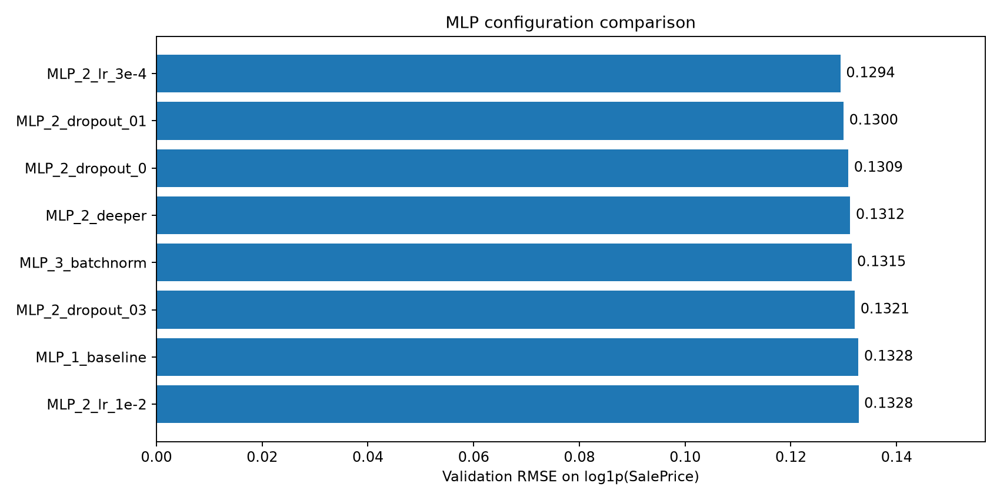 MLP configuration comparison
MLP_2_lr_3e-4 0.1294
MLP_2_dropout_01 0.1300
MLP_2_dropout_0 0.1309
MLP_2_deeper 0.1312
MLP_3_batchnorm 0.1315
MLP_2_dropout_03 0.1321
MLP_1_baseline 0.1328
MLP_2_lr_1e-2 0.1328
0.00 0.02 0.04 0.06 0.08 0.10 0.12 0.14
Validation RMSE on log1p(SalePrice)